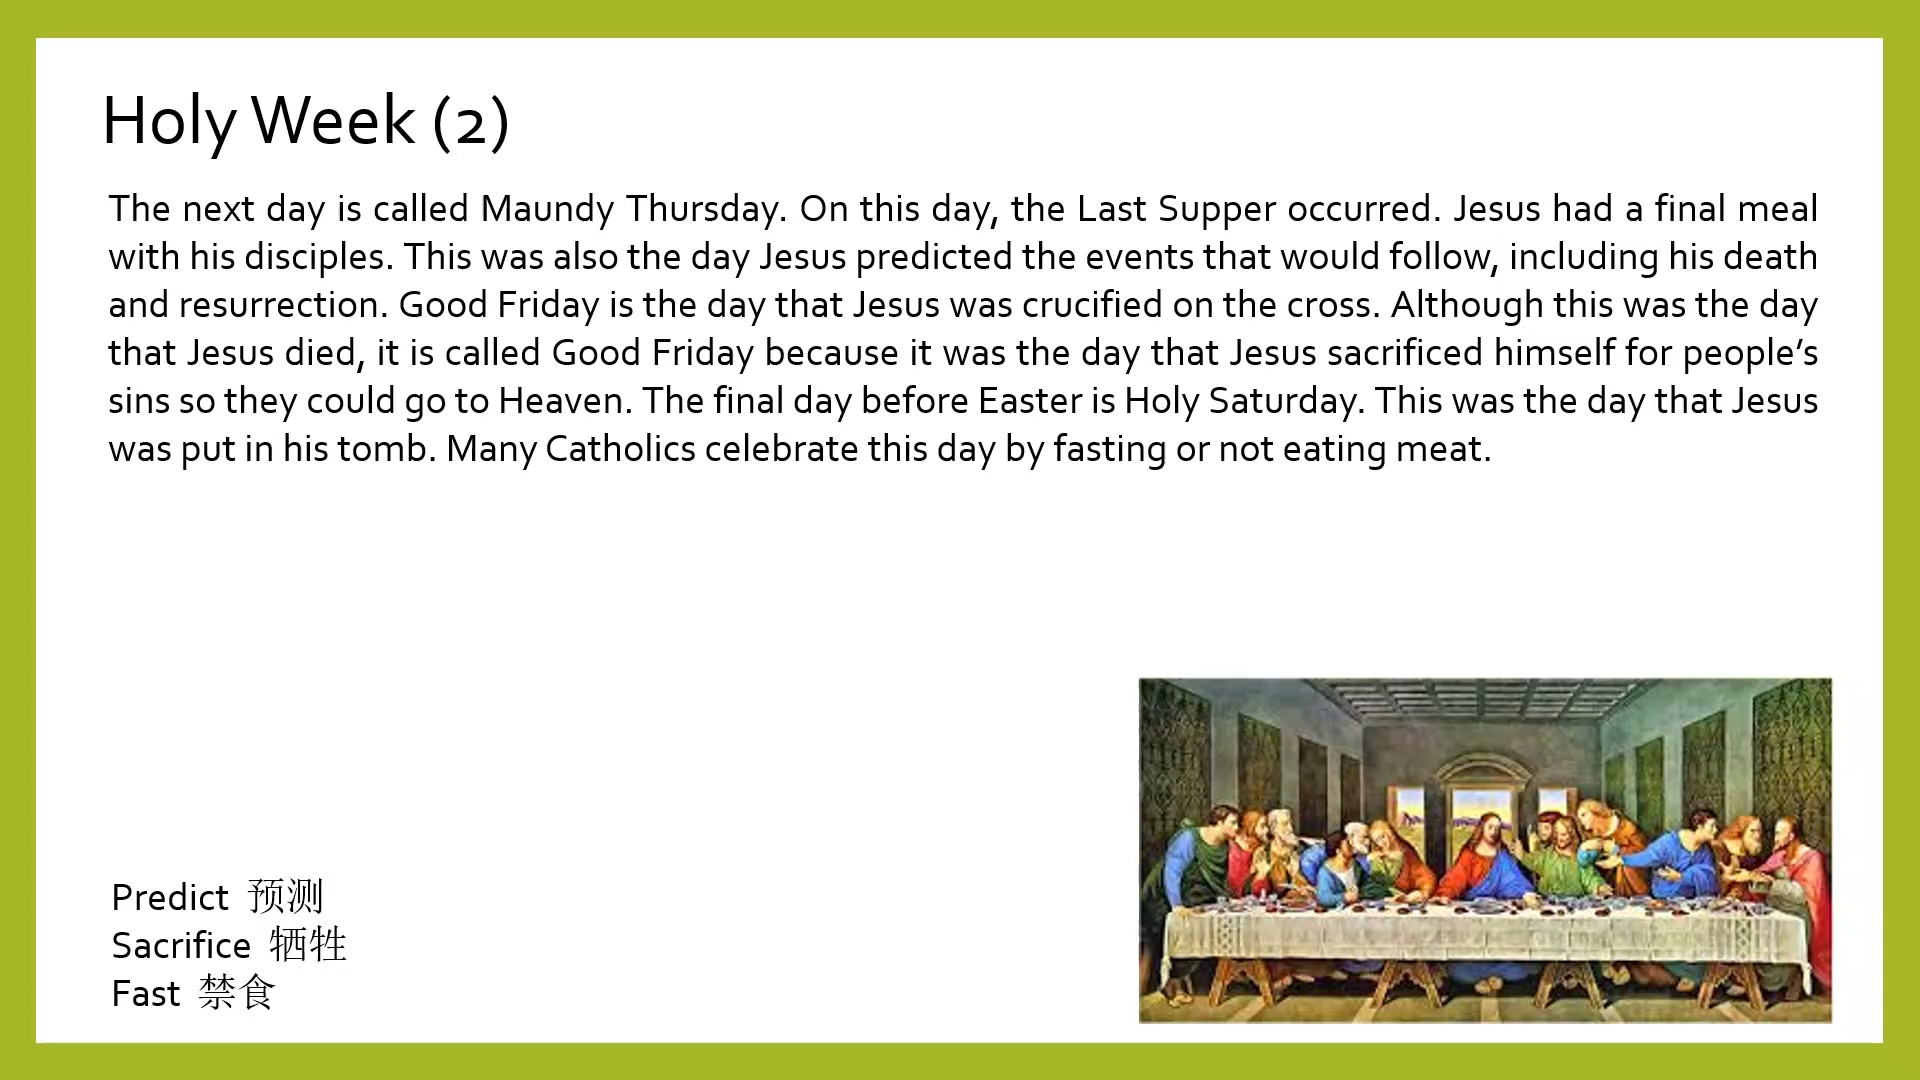 Holy Week (2)
The next day is called Maundy Thursday. On this day, the Last Supper occurred. Jesus had a final meal
with his disciples. This was also the day Jesus predicted the events that would follow, including his death
and resurrection. Good Friday is the day that Jesus was crucified on the cross. Although this was the day
that Jesus died, it is called Good Friday because it was the day that Jesus sacrificed himself for people’s
sins so they could go to Heaven. The final day before Easter is Holy Saturday. This was the day that Jesus
was put in his tomb. Many Catholics celebrate this day by fasting or not eating meat.
Predict 预测
Sacrifice 牺牲
Fast 禁食